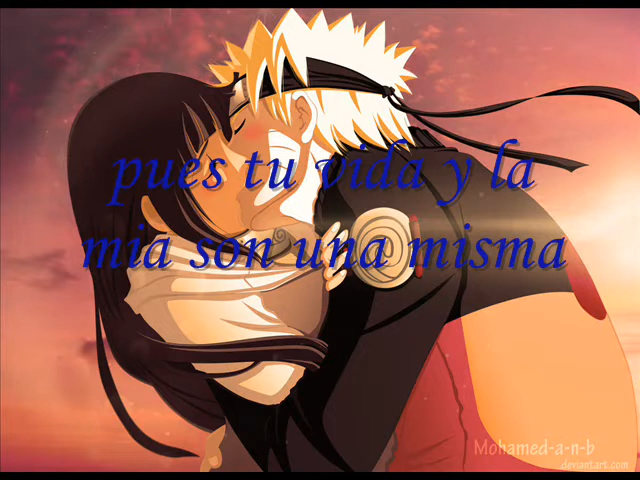 pues tu vida y la
mia son una misma
Mohamed-a-n-b
deviantart.com